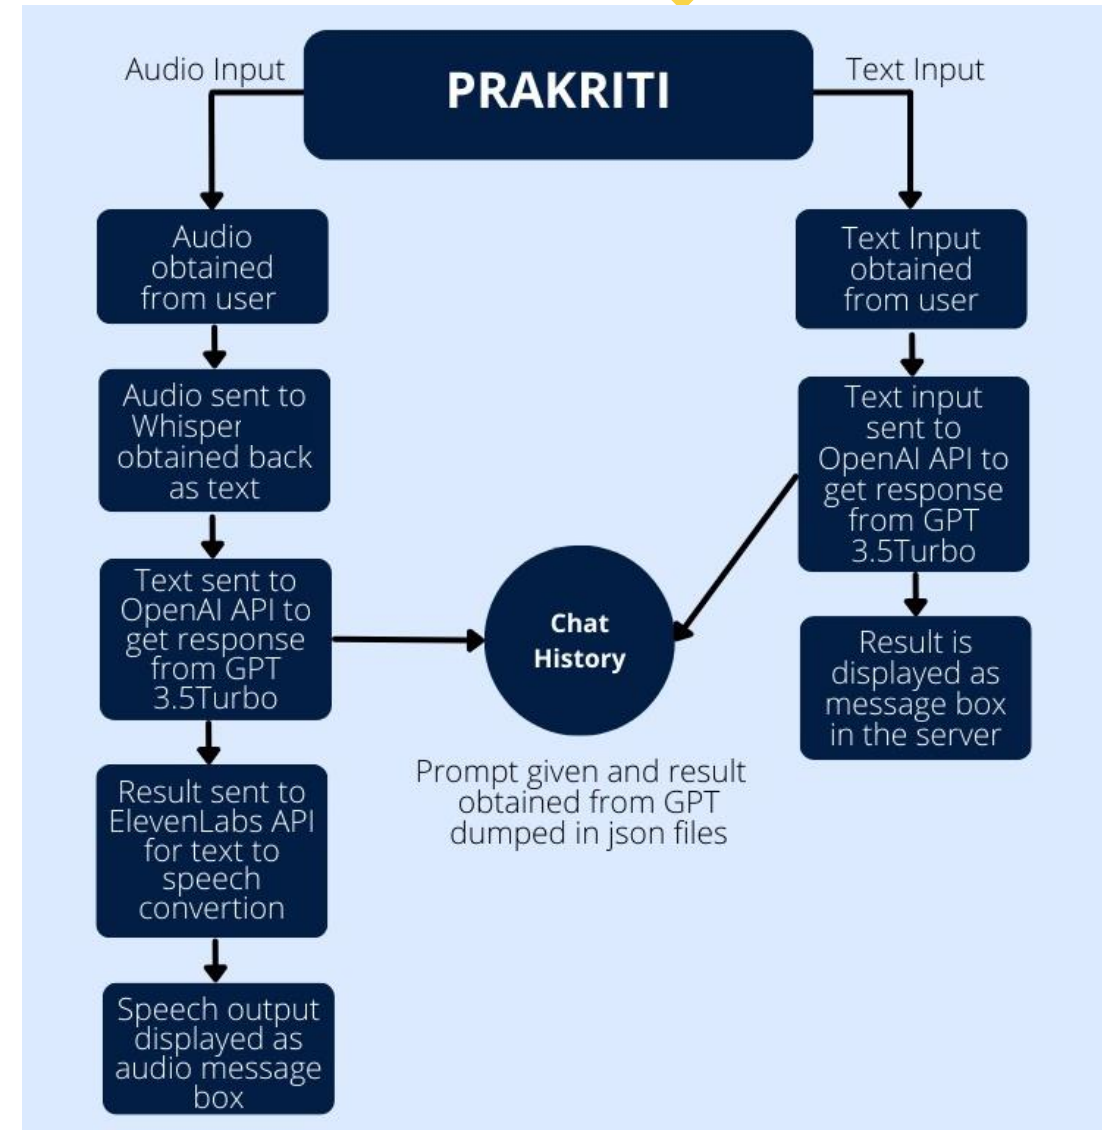 PRAKRITI
Audio Input
Text Input
Audio
obtained
from user
Audio sent to
Whisper
obtained back
as text
Text sent to
OpenAI API to
get response
from GPT
3.5Turbo
Result sent to
ElevenLabs API
for text to
speech
convertion
Speech output
displayed as
audio message
box
Chat
History
Prompt given and result
obtained from GPT
dumped in json files
Text Input
obtained
from user
Text input
sent to
OpenAI API to
get response
from GPT
3.5Turbo
Result is
displayed as
message box
in the server